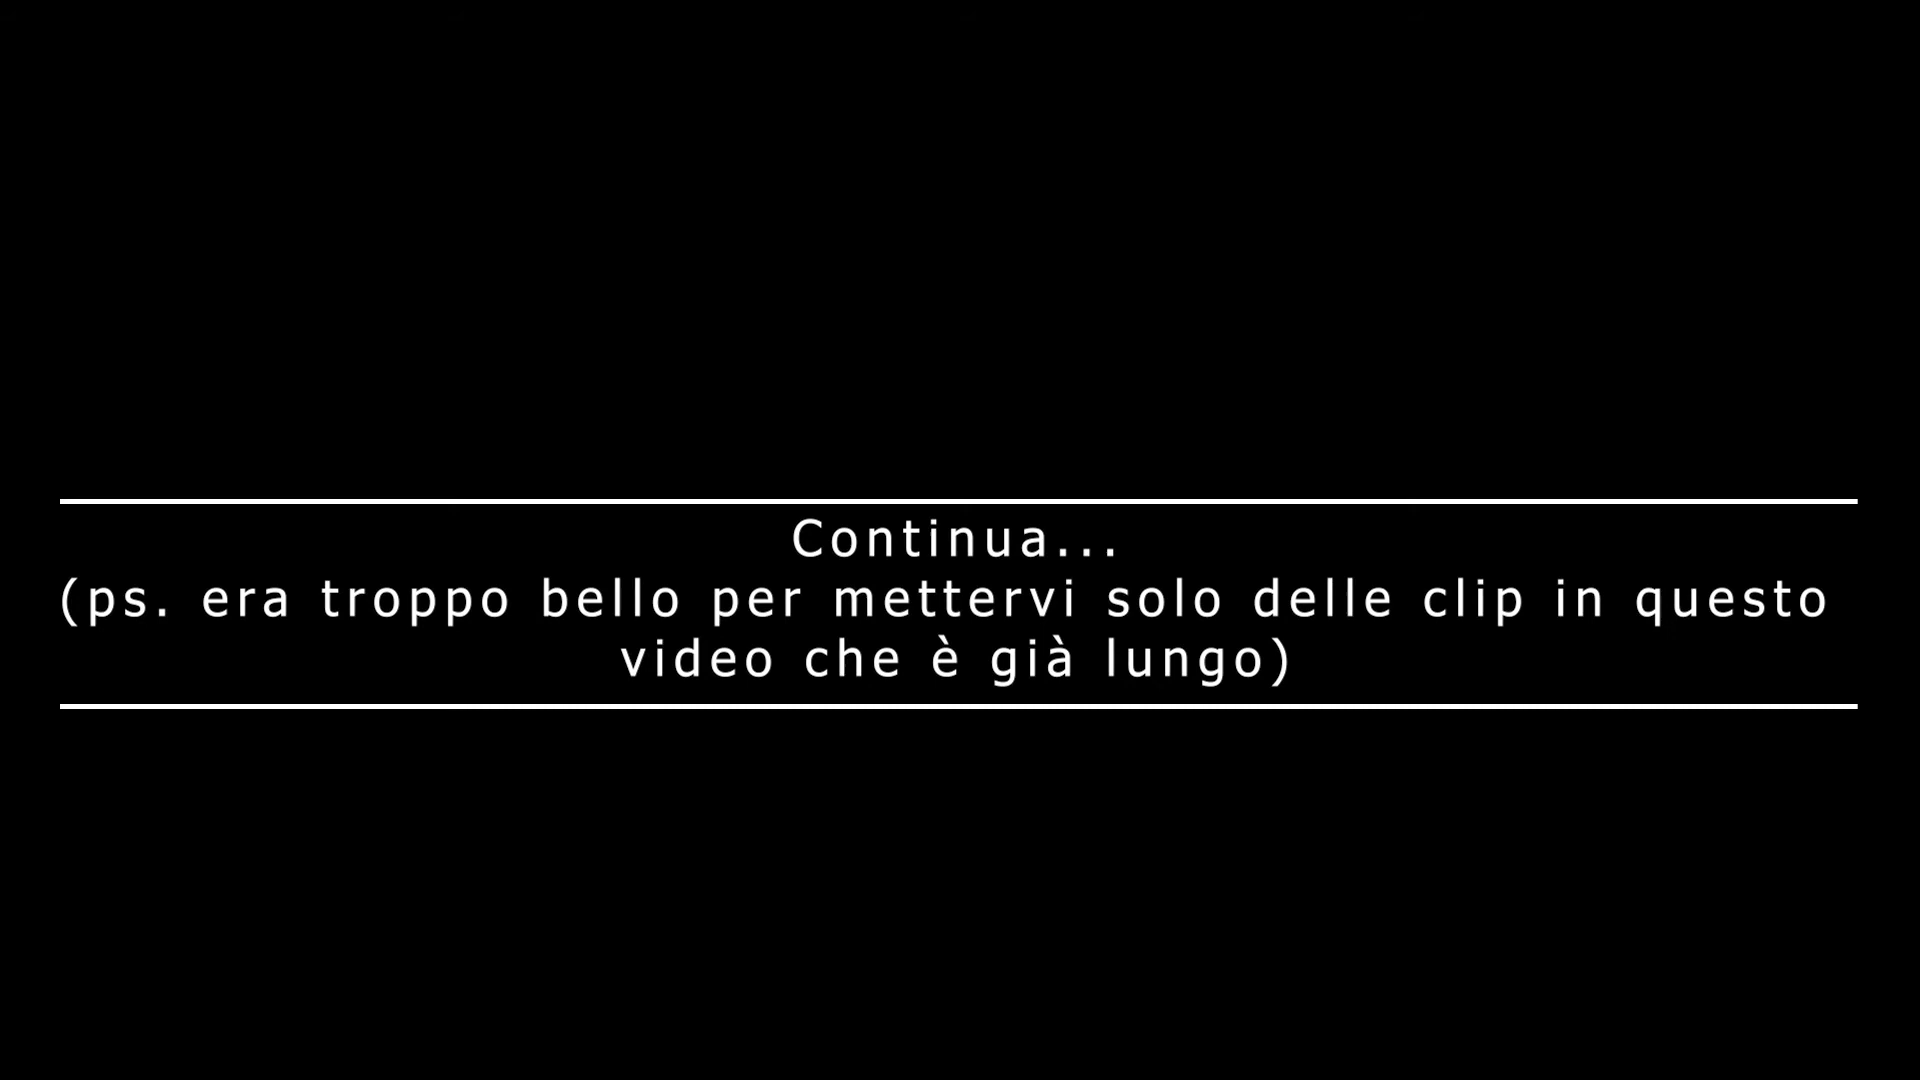 Continua...
(ps. era troppo bello per mettervi solo delle clip in questo
video che è già lungo)